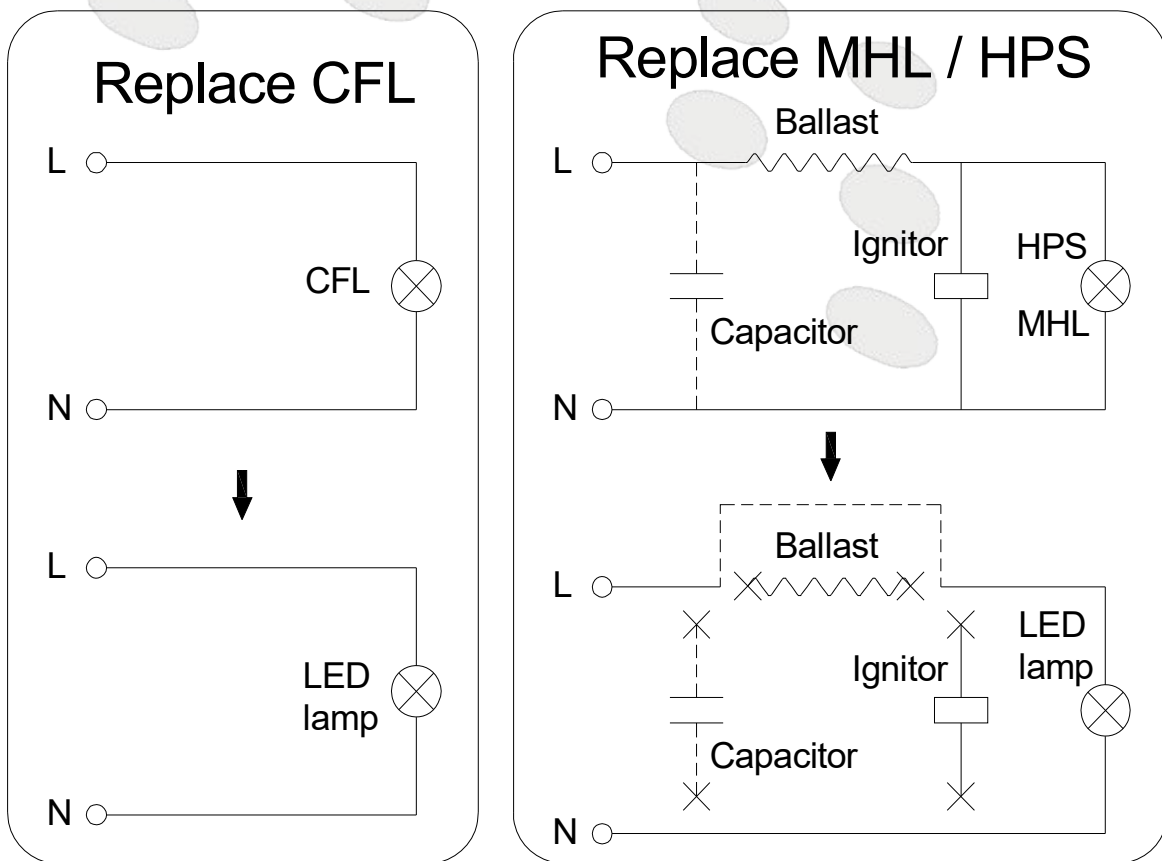 Replace CFL
L
CFL
N
L
LED
lamp
N
Replace MHL / HPS
Ballast
L
Ignitor
HPS
Capacitor
MHL
N
Ballast
L
LED
Ignitor
lamp
Capacitor
N